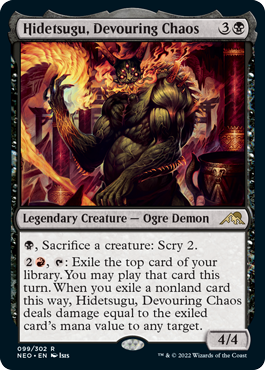 Hidetsugu, Devouring Chaos 3
Legendary Creature — Ogre Demon
, Sacrifice a creature: Scry 2.
2 , : Exile the top card of your
library. You may play that card this
turn. When you exile a nonland card
this way, Hidetsugu, Devouring Chaos
deals damage equal to the exiled
card's mana value to any target.
4/4
099/302 R
NEO • EN Isis
™ & © 2022 Wizards of the Coast